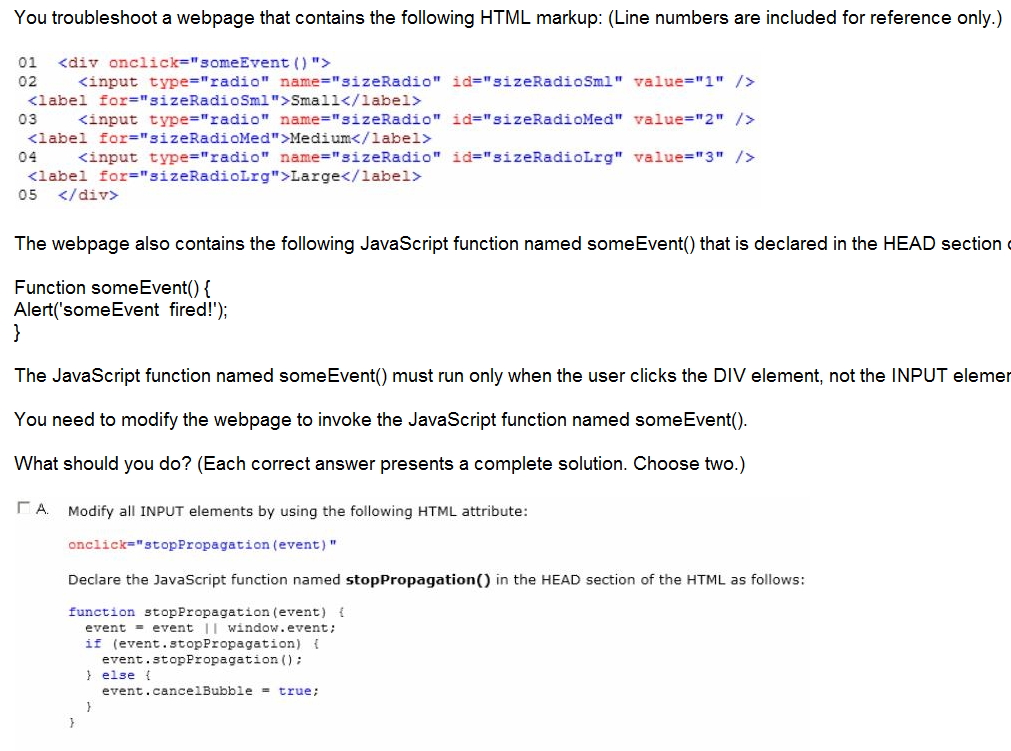 You troubleshoot a webpage that contains the following HTML markup: (Line numbers are included for reference only.)
01 <div onclick="someEvent()">
02 <input type="radio" name="sizeRadio" id="sizeRadioSml" value="1" />
<label for="sizeRadioSml">Small</label>
03 <input type="radio" name="sizeRadio" id="sizeRadioMed" value="2" />
<label for="sizeRadioMed">Medium</label>
04 <input type="radio" name="sizeRadio" id="sizeRadioLrg" value="3" />
<label for="sizeRadioLrg">Large</label>
05 </div>
The webpage also contains the following JavaScript function named someEvent() that is declared in the HEAD section
Function someEvent() {
Alert('someEvent fired!');
}
The JavaScript function named someEvent() must run only when the user clicks the DIV element, not the INPUT
You need to modify the webpage to invoke the JavaScript function named someEvent().
What should you do? (Each correct answer presents a complete solution. Choose two.)
A. Modify all INPUT elements by using the following HTML attribute:
onclick="stopPropagation(event)"
Declare the JavaScript function named stopPropagation() in the HEAD section of the HTML as follows:
function stopPropagation(event) {
event = event || window.event;
if (event.stopPropagation) {
event.stopPropagation();
} else {
event.cancelBubble = true;
}
}